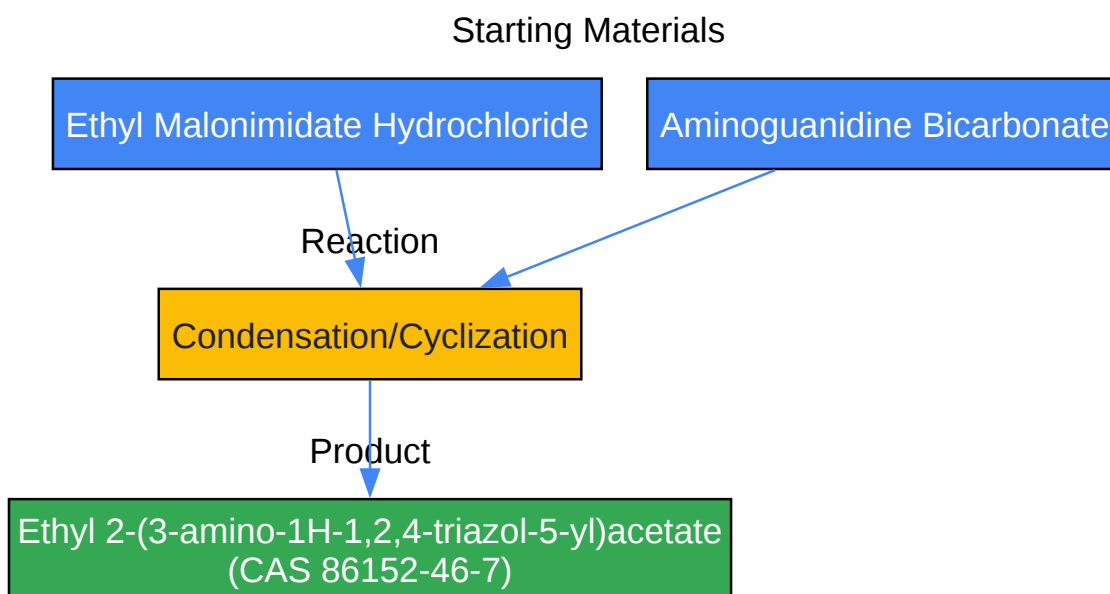 Starting Materials
Ethyl Malonimidate Hydrochloride
Aminoguanidine Bicarbonate
Reaction
Condensation/Cyclization
Product
Ethyl 2-(3-amino-1H-1,2,4-triazol-5-yl)acetate
(CAS 86152-46-7)